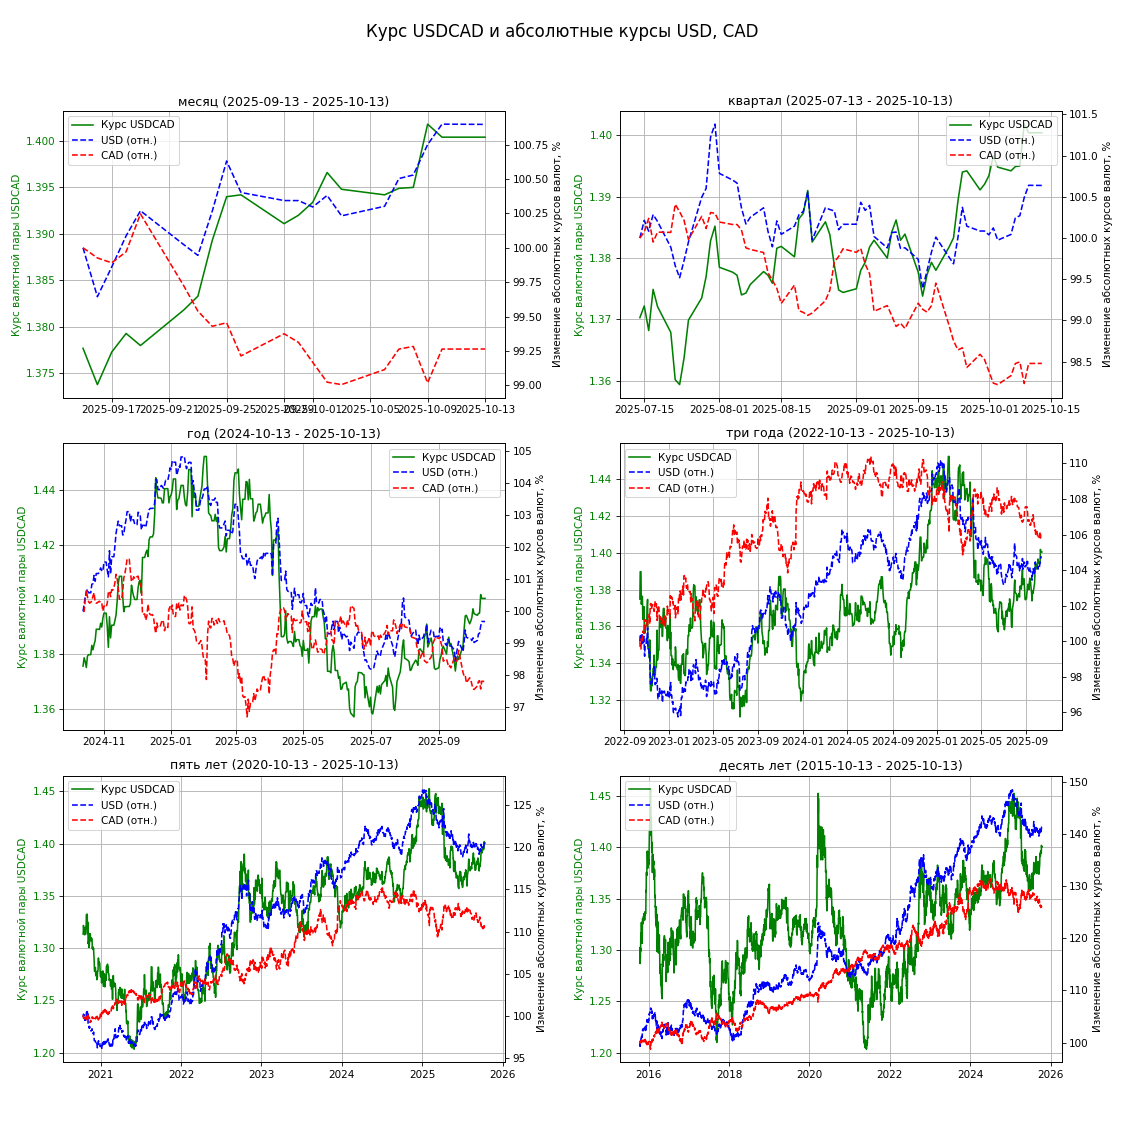 Курс USDCAD и абсолютные курсы USD, CAD
месяц (2025-09-13 - 2025-10-13)
Курс USDCAD
USD (отн.)
CAD (отн.)
Курс валютной пары USDCAD
1.400
1.395
1.390
1.385
1.380
1.375
100.75
100.50
100.25
100.00
99.75
99.50
99.25
99.00
Изменение абсолютных курсов валют, %
2025-09-17 2025-09-21 2025-09-25 2025-09-29 2025-10-01 2025-10-05 2025-10-09 2025-10-13
квартал (2025-07-13 - 2025-10-13)
Курс USDCAD
USD (отн.)
CAD (отн.)
Курс валютной пары USDCAD
1.40
1.39
1.38
1.37
1.36
101.5
101.0
100.5
100.0
99.5
99.0
98.5
Изменение абсолютных курсов валют, %
2025-07-15 2025-08-01 2025-08-15 2025-09-01 2025-09-15 2025-10-01 2025-10-15
год (2024-10-13 - 2025-10-13)
Курс USDCAD
USD (отн.)
CAD (отн.)
Курс валютной пары USDCAD
1.44
1.42
1.40
1.38
1.36
105
104
103
102
101
100
99
98
97
Изменение абсолютных курсов валют, %
2024-11 2025-01 2025-03 2025-05 2025-07 2025-09
три года (2022-10-13 - 2025-10-13)
Курс USDCAD
USD (отн.)
CAD (отн.)
Курс валютной пары USDCAD
1.44
1.42
1.40
1.38
1.36
1.34
1.32
110
108
106
104
102
100
98
96
Изменение абсолютных курсов валют, %
2022-09 2023-01 2023-05 2023-09 2024-01 2024-05 2024-09 2025-01 2025-05 2025-09
пять лет (2020-10-13 - 2025-10-13)
Курс USDCAD
USD (отн.)
CAD (отн.)
Курс валютной пары USDCAD
1.45
1.40
1.35
1.30
1.25
1.20
125
120
115
110
105
100
95
Изменение абсолютных курсов валют, %
2021 2022 2023 2024 2025 2026
десять лет (2015-10-13 - 2025-10-13)
Курс USDCAD
USD (отн.)
CAD (отн.)
Курс валютной пары USDCAD
1.45
1.40
1.35
1.30
1.25
1.20
150
140
130
120
110
100
Изменение абсолютных курсов валют, %
2016 2018 2020 2022 2024 2026